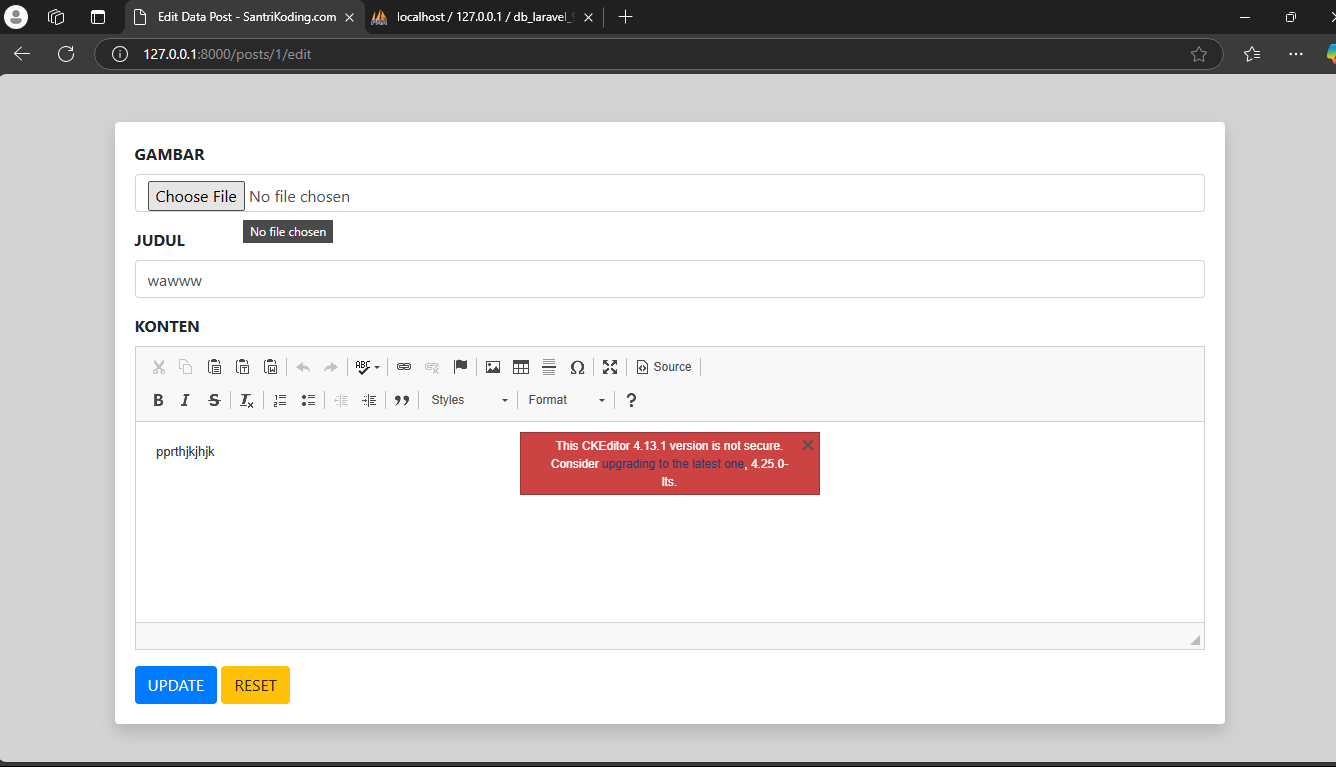 Edit Data Post - SantriKoding.com
localhost / 127.0.0.1 / db_laravel_
127.0.0.1:8000/posts/1/edit
GAMBAR
Choose File No file chosen
No file chosen
JUDUL
wawww
KONTEN
ABC Source
B I S Tx Styles Format ?
pprthjkjhjk
This CKEditor 4.13.1 version is not secure.
Consider upgrading to the latest one, 4.25.0-
lts.
UPDATE RESET